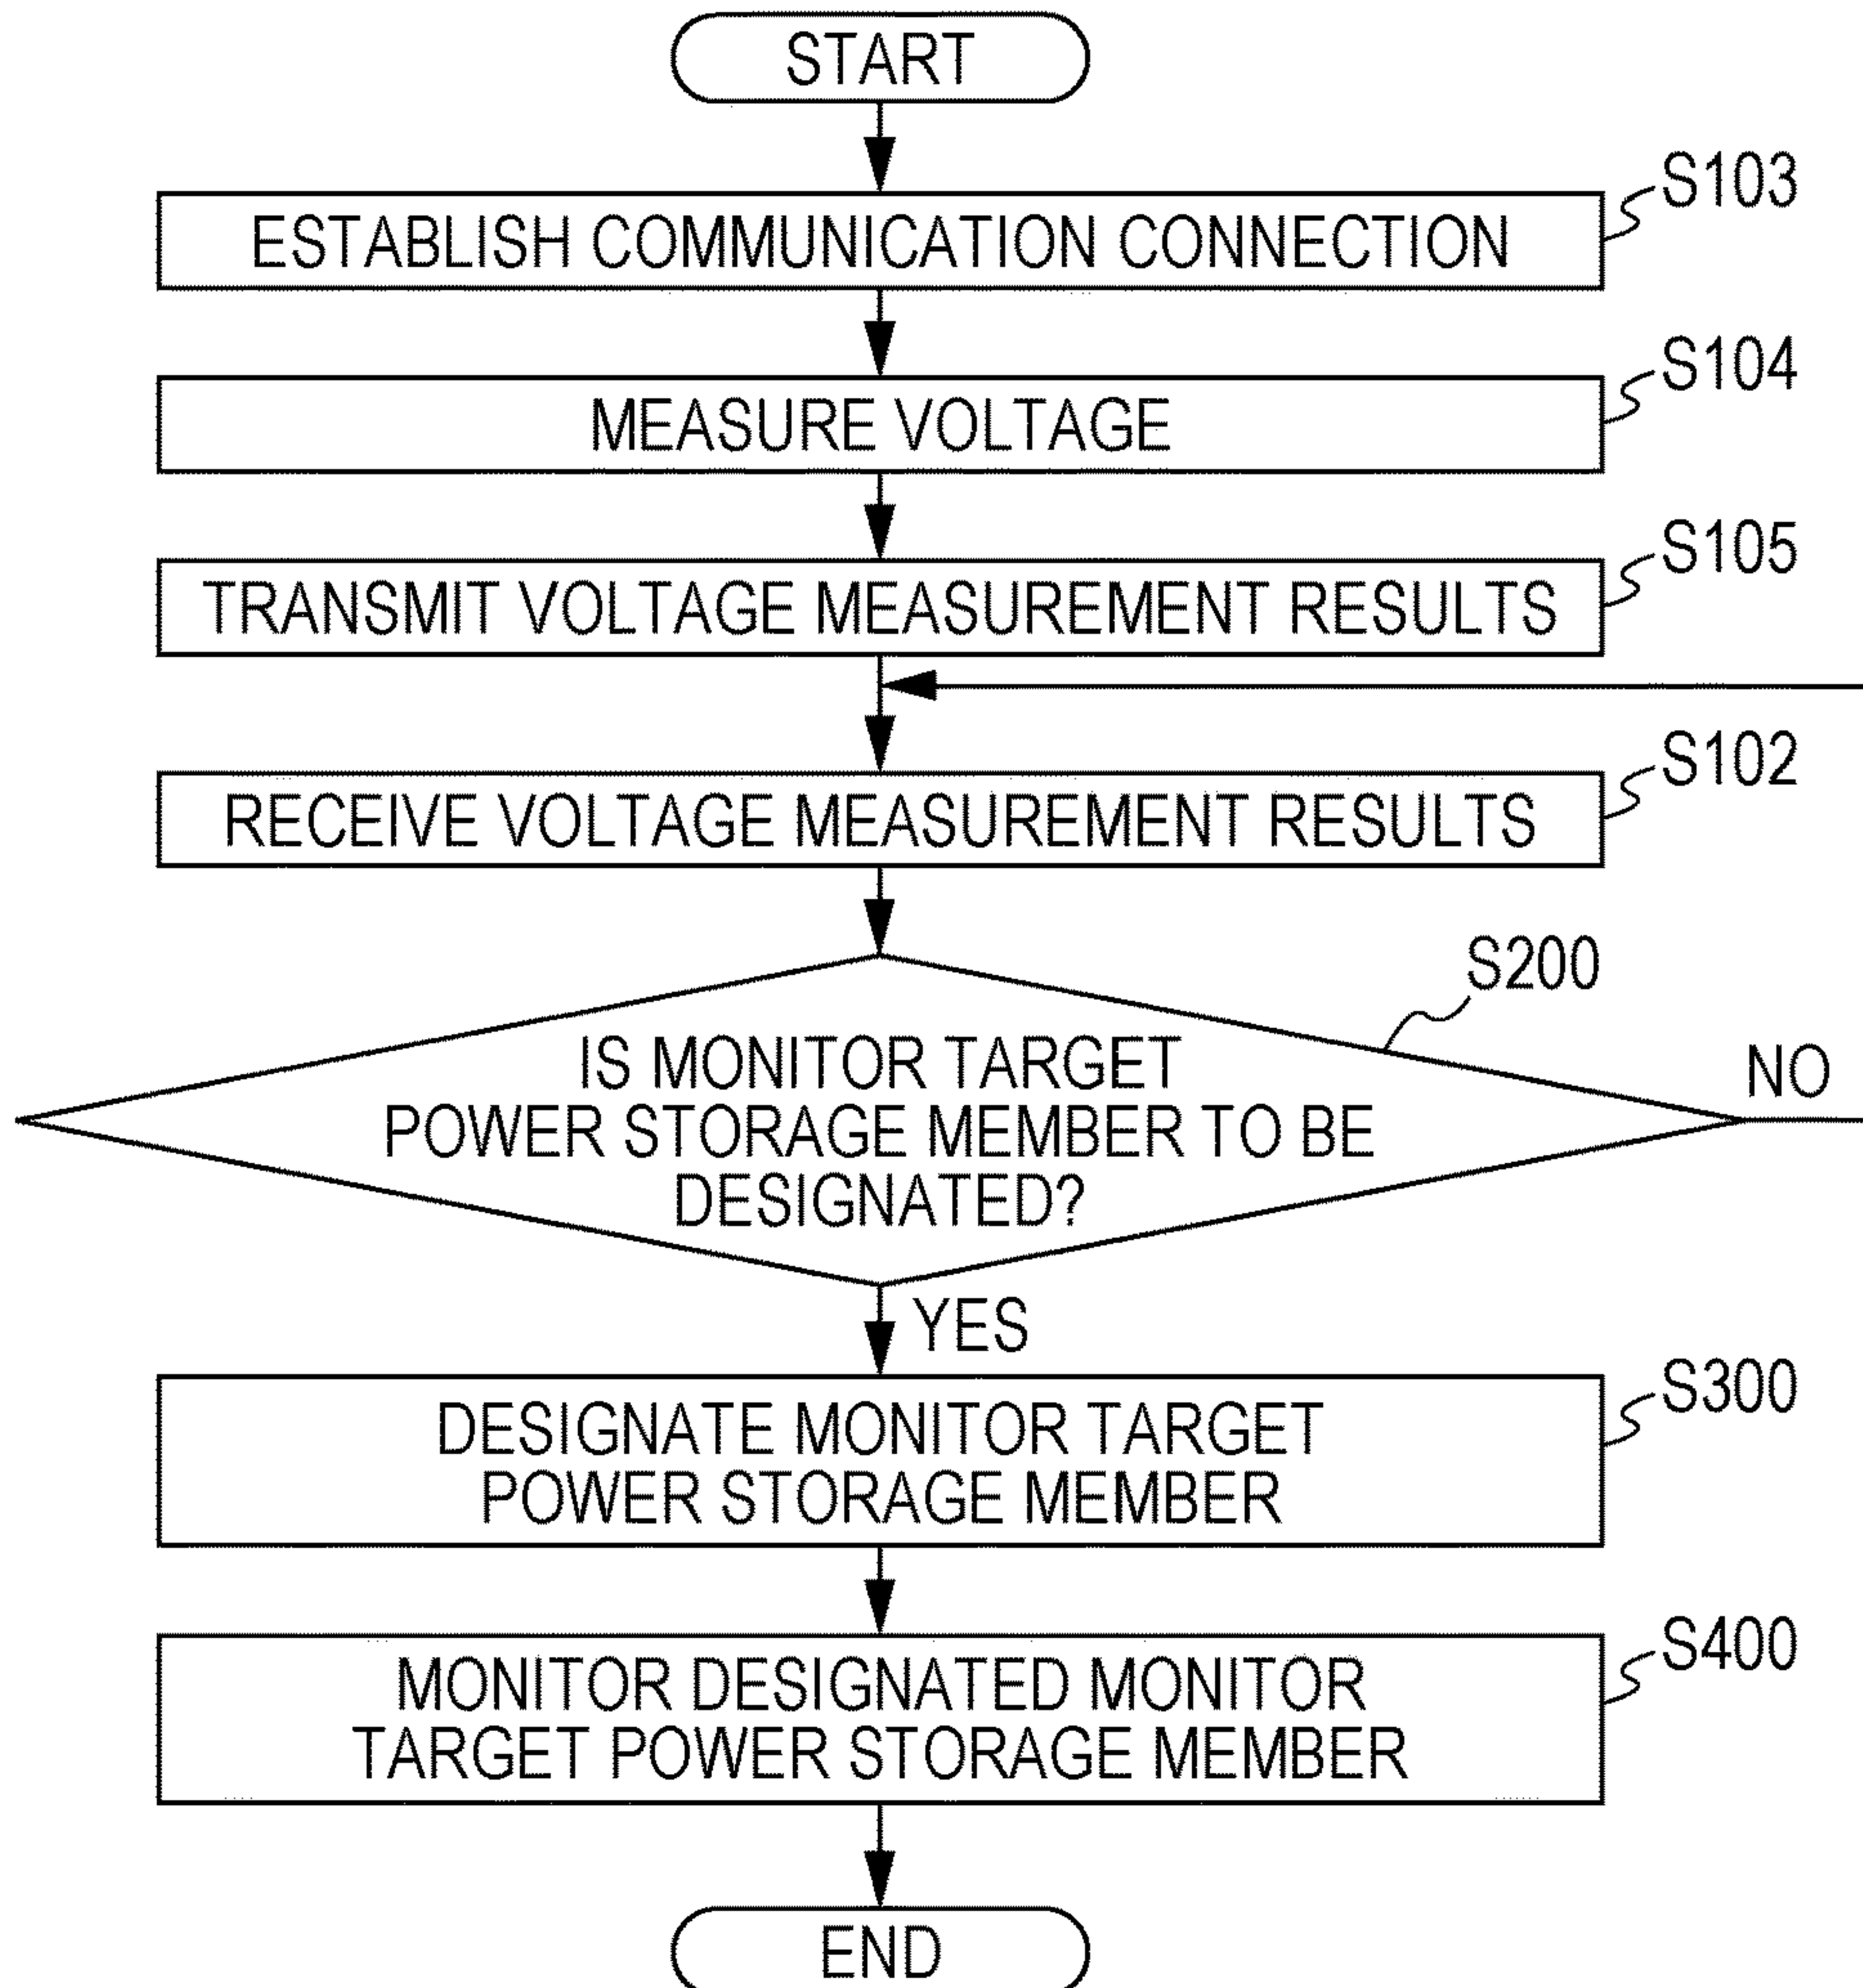 START
S103
ESTABLISH COMMUNICATION CONNECTION
S104
MEASURE VOLTAGE
S105
TRANSMIT VOLTAGE MEASUREMENT RESULTS
S102
RECEIVE VOLTAGE MEASUREMENT RESULTS
S200
IS MONITOR TARGET
POWER STORAGE MEMBER TO BE
DESIGNATED?
NO
YES
S300
DESIGNATE MONITOR TARGET
POWER STORAGE MEMBER
S400
MONITOR DESIGNATED MONITOR
TARGET POWER STORAGE MEMBER
END